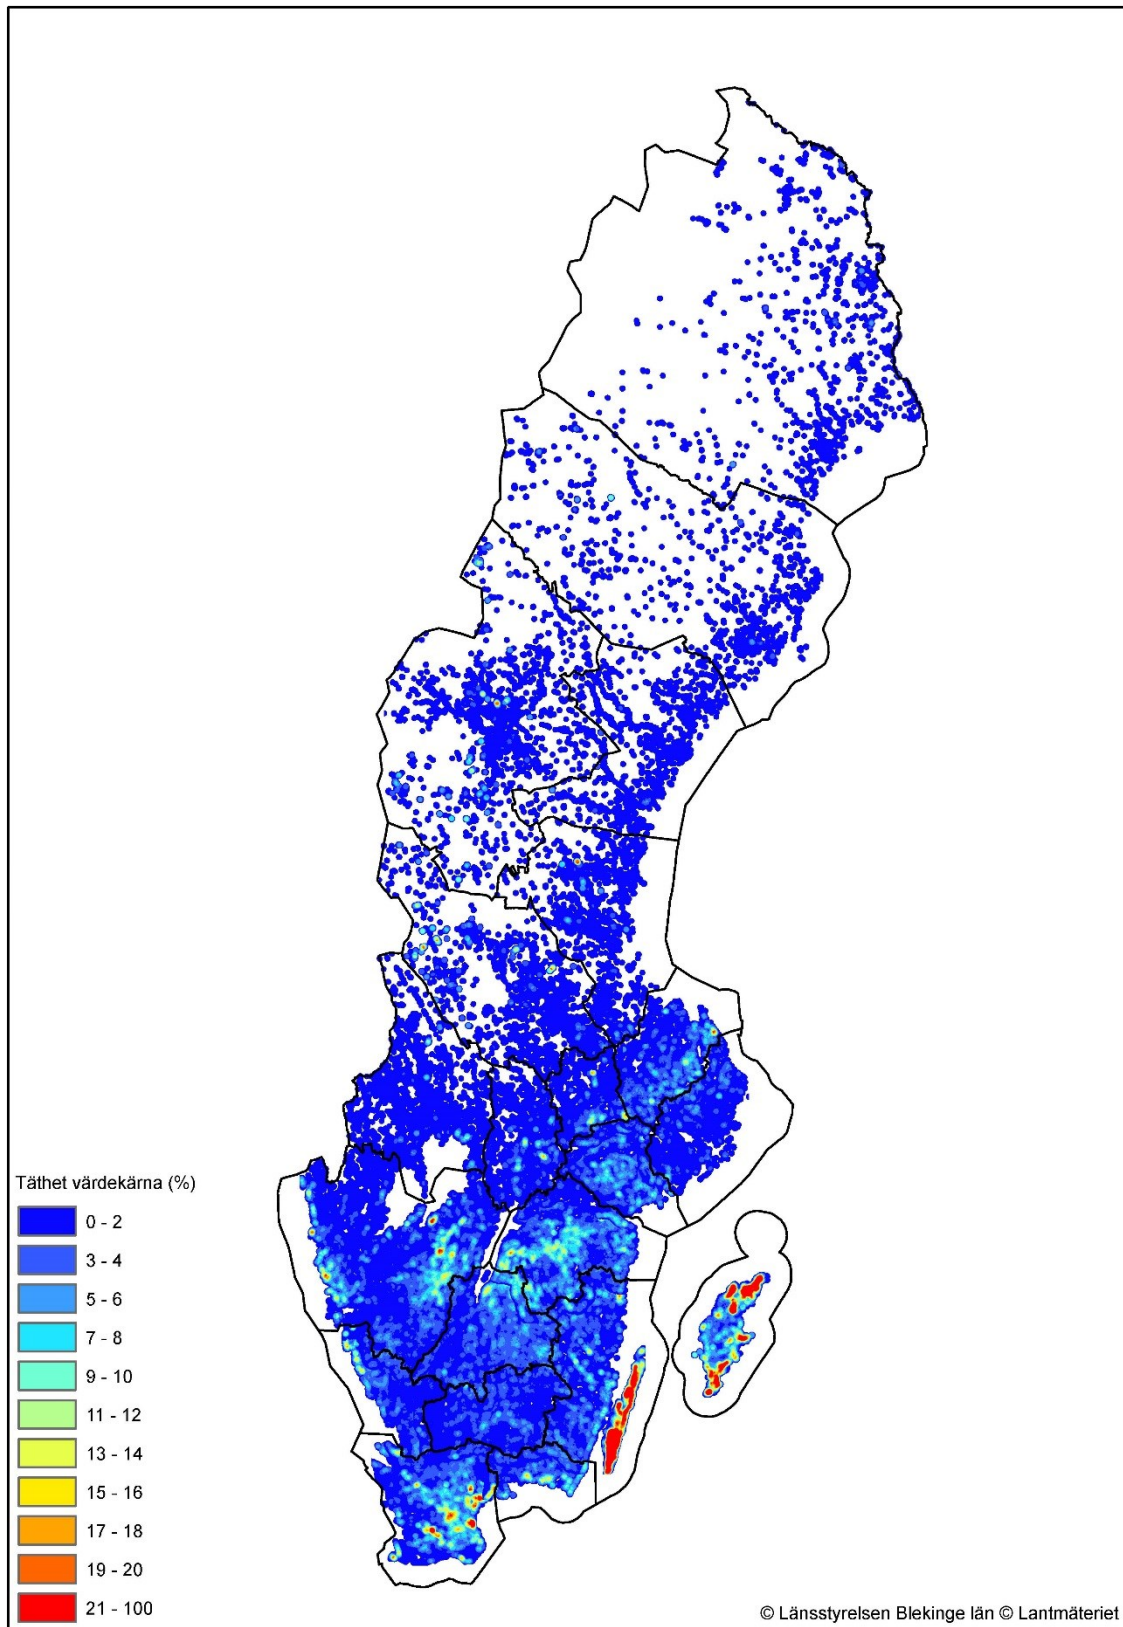 Täthet värdekärna (%)
0 - 2
3 - 4
5 - 6
7 - 8
9 - 10
11 - 12
13 - 14
15 - 16
17 - 18
19 - 20
21 - 100
© Länsstyrelsen Blekinge län © Lantmäteriet